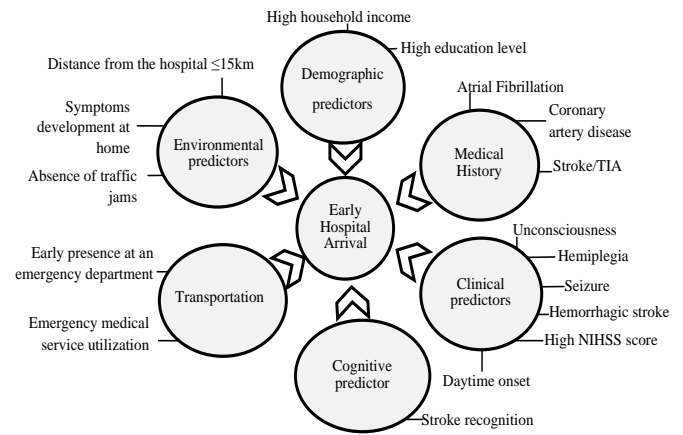 High household income
High education level
Demographic
predictors
Distance from the hospital ≤15km
Symptoms
development at
home
Absence of traffic
jams
Environmental
predictors
Atrial Fibrillation
Coronary
artery disease
Stroke/TIA
Medical
History
Early
Hospital
Arrival
Early presence at an
emergency department
Emergency medical
service utilization
Transportation
Unconsciousness
Hemiplegia
Seizure
Hemorrhagic stroke
High NIHSS score
Daytime onset
Clinical
predictors
Cognitive
predictor
Stroke recognition